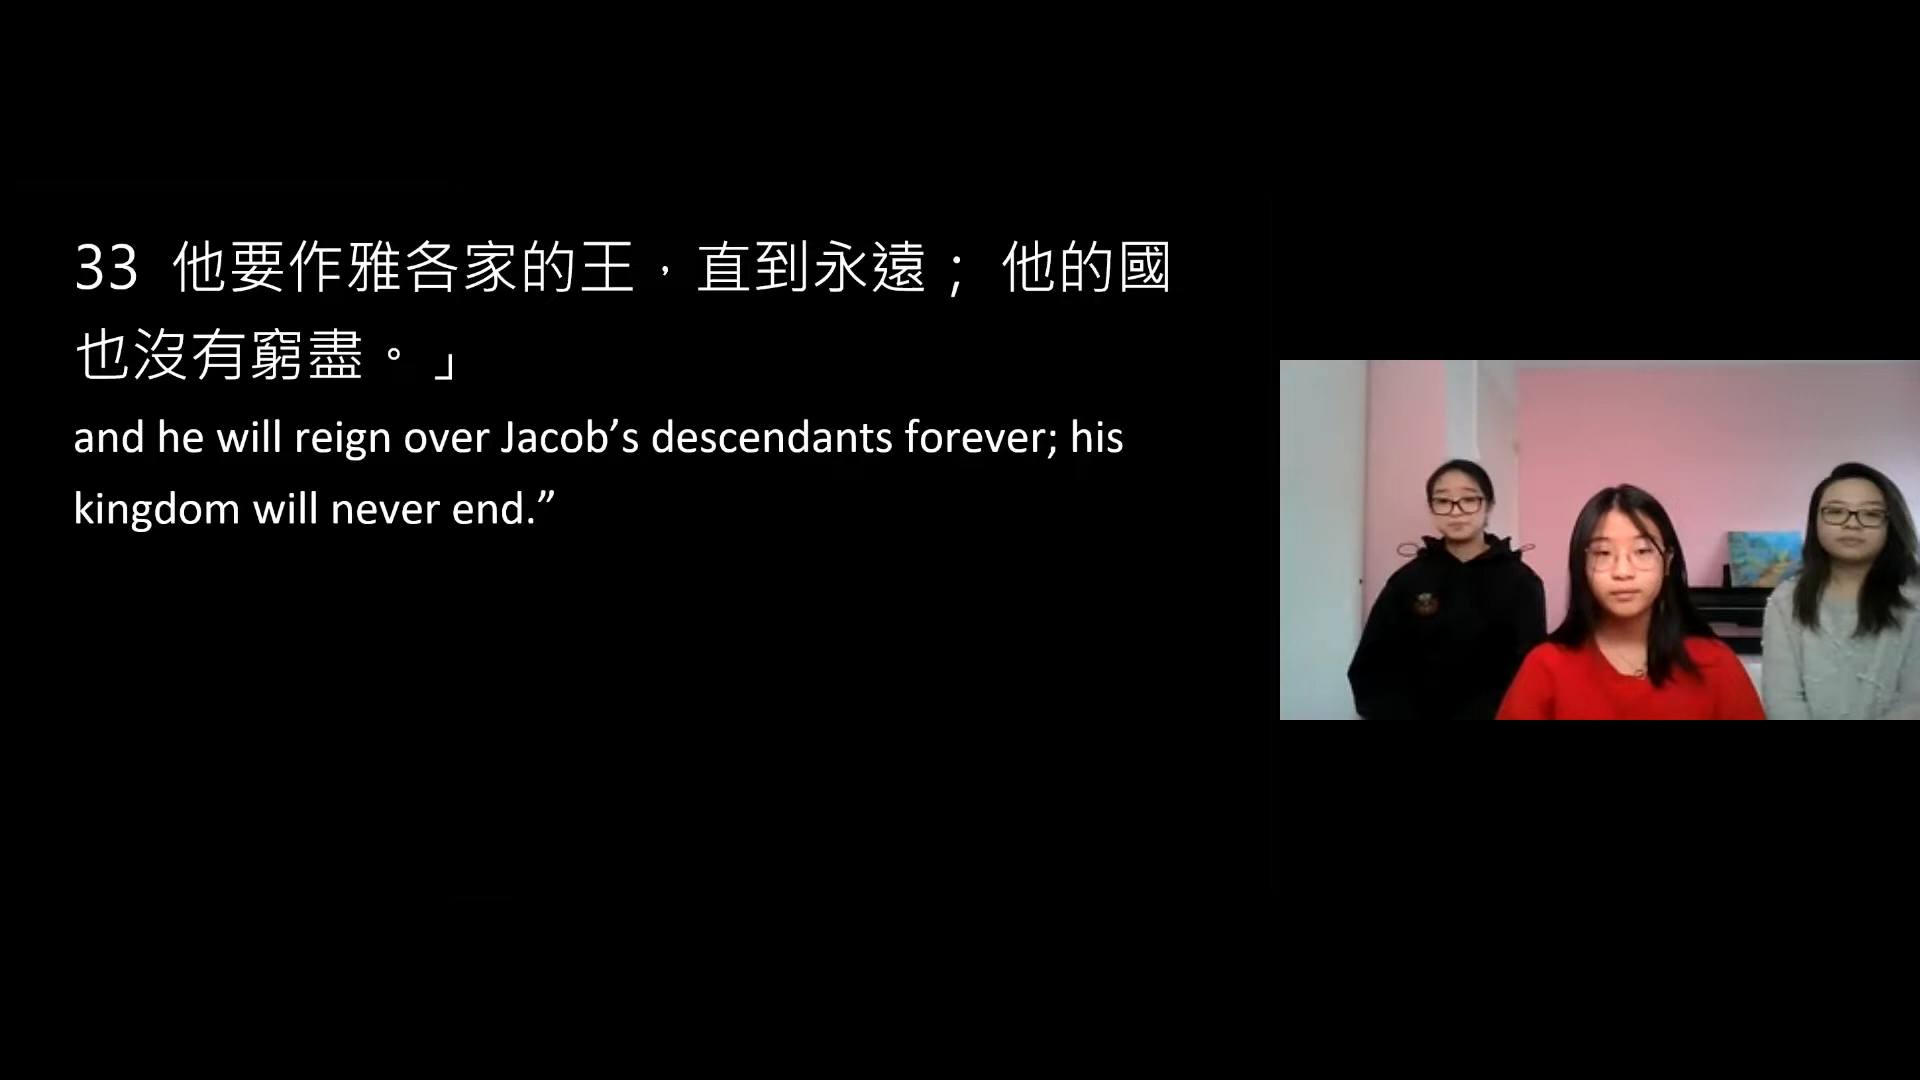 33 他要作雅各家的王，直到永遠； 他的國
也沒有窮盡。」
and he will reign over Jacob’s descendants forever; his
kingdom will never end.”